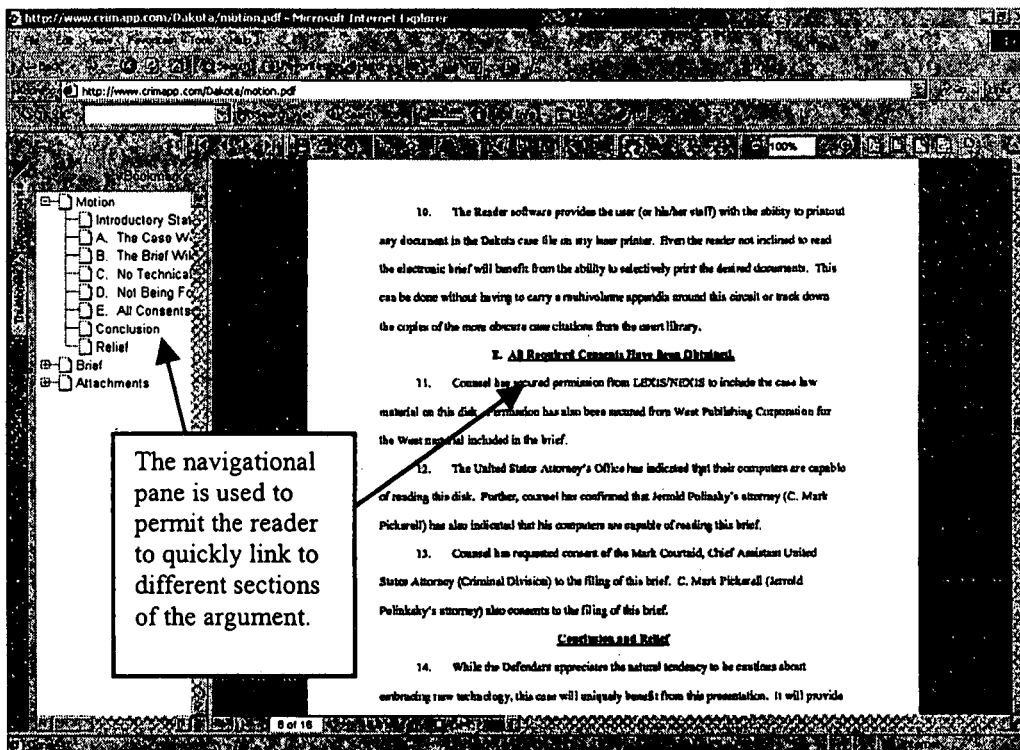 http://www.crimapp.com/Dakota/motion.pdf - Microsoft Internet Explorer
http://www.crimapp.com/Dakota/motion.pdf
100%
Bookmarks
Motion
Introductory Stat
A. The Case W
B. The Brief Wil
C. No Technical
D. Not Being Fo
E. All Consents
Conclusion
Relief
Brief
Attachments
The navigational
pane is used to
permit the reader
to quickly link to
different sections
of the argument.
10. The Reader software provides the user (or his/her staff) with the ability to printout
any document in the Dakota case file on any laser printer. Even the reader not inclined to read
the electronic brief will benefit from the ability to selectively print the desired documents. This
can be done without having to carry a multivolume appendix around this circuit or track down
the copies of the more obscure case citations from the court library.
E. All Required Consents Have Been Obtained.
11. Counsel has secured permission from LEXIS/NEXIS to include the case law
material on this disk. Permission has also been secured from West Publishing Corporation for
the West material included in the brief.
12. The United States Attorney's Office has indicated that their computers are capable
of reading this disk. Further, counsel has confirmed that Jerrold Polinsky's attorney (C. Mark
Pickerell) has also indicated that his computers are capable of reading this brief.
13. Counsel has requested consent of the Mark Courtaid, Chief Assistant United
States Attorney (Criminal Division) to the filing of this brief. C. Mark Pickerall (Jerrold
Polinksky's attorney) also consents to the filing of this brief.
Conclusion and Relief
14. While the Defendant appreciates the natural tendency to be cautious about
embracing new technology, this case will uniquely benefit from this presentation. It will provide
6 of 16